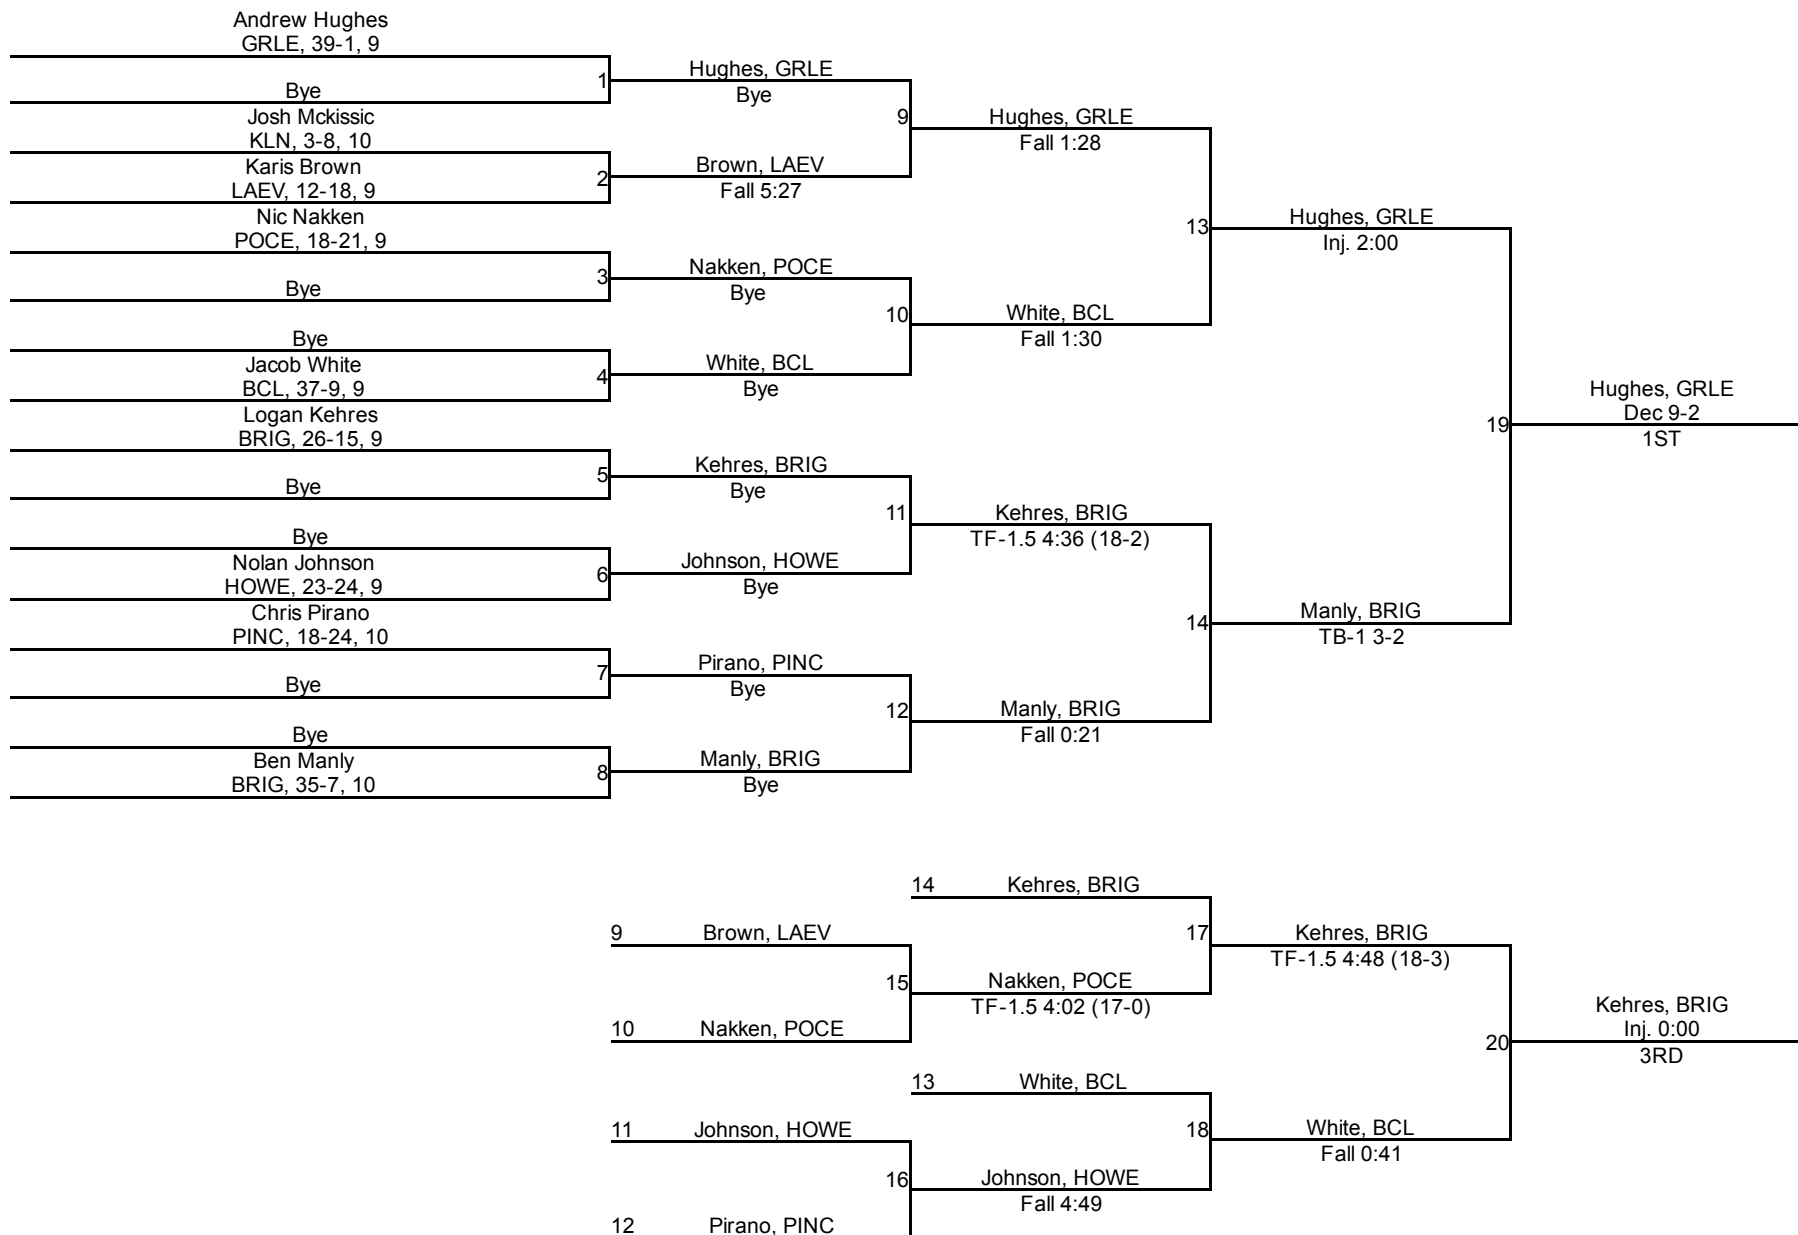 Andrew Hughes
GRLE, 39-1, 9
Bye
Josh Mckissic
KLN, 3-8, 10
Karis Brown
LAEV, 12-18, 9
Nic Nakken
POCE, 18-21, 9
Bye
Bye
Jacob White
BCL, 37-9, 9
Logan Kehres
BRIG, 26-15, 9
Bye
Bye
Nolan Johnson
HOWE, 23-24, 9
Chris Pirano
PINC, 18-24, 10
Bye
Bye
Ben Manly
BRIG, 35-7, 10
1
2
3
4
5
6
7
8
Hughes, GRLE
Bye
Brown, LAEV
Fall 5:27
Nakken, POCE
Bye
White, BCL
Bye
Kehres, BRIG
Bye
Johnson, HOWE
Bye
Pirano, PINC
Bye
Manly, BRIG
Bye
9
10
11
12
Hughes, GRLE
Fall 1:28
White, BCL
Fall 1:30
Kehres, BRIG
TF-1.5 4:36 (18-2)
Manly, BRIG
Fall 0:21
13
14
Hughes, GRLE
Inj. 2:00
Manly, BRIG
TB-1 3-2
19
Hughes, GRLE
Dec 9-2
1ST
14 Kehres, BRIG
9 Brown, LAEV
17
Kehres, BRIG
TF-1.5 4:48 (18-3)
15
Nakken, POCE
TF-1.5 4:02 (17-0)
10 Nakken, POCE
20
Kehres, BRIG
Inj. 0:00
3RD
13 White, BCL
11 Johnson, HOWE
18
White, BCL
Fall 0:41
16
Johnson, HOWE
Fall 4:49
12 Pirano, PINC